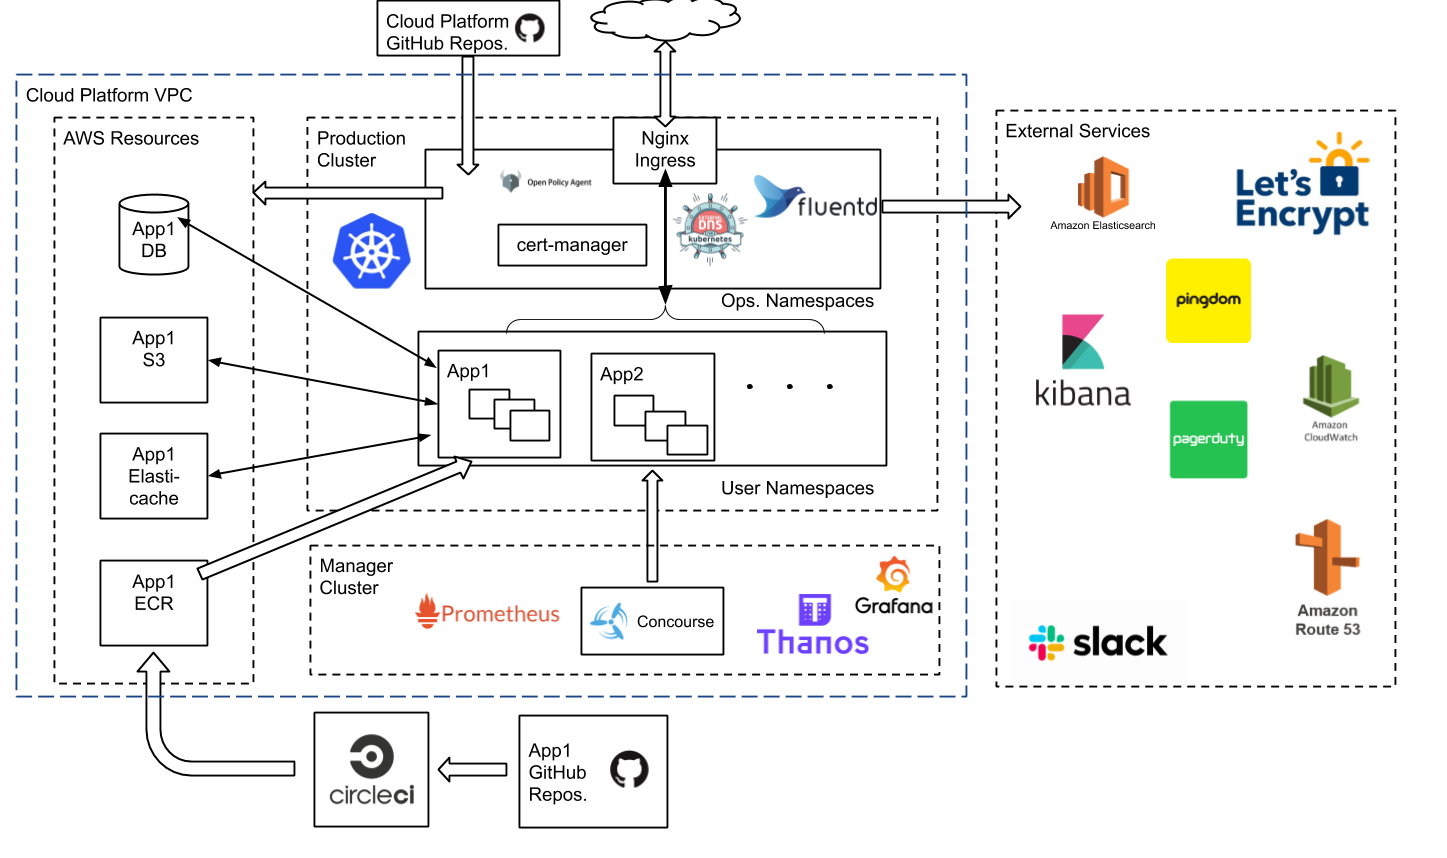 Cloud Platform
GitHub Repos.
Cloud Platform VPC
AWS Resources
App1
DB
App1
S3
App1
Elasti-
cache
App1
ECR
Production
Cluster
Nginx
Ingress
Open Policy Agent
cert-manager
EXTERNAL
DNS
kubernetes
fluentd
Ops. Namespaces
App1
App2
. . .
User Namespaces
Manager
Cluster
Prometheus
Concourse
Thanos
Grafana
External Services
Amazon Elasticsearch
Let's
Encrypt
pingdom
kibana
pagerduty
Amazon
CloudWatch
slack
Amazon
Route 53
circleci
App1
GitHub
Repos.